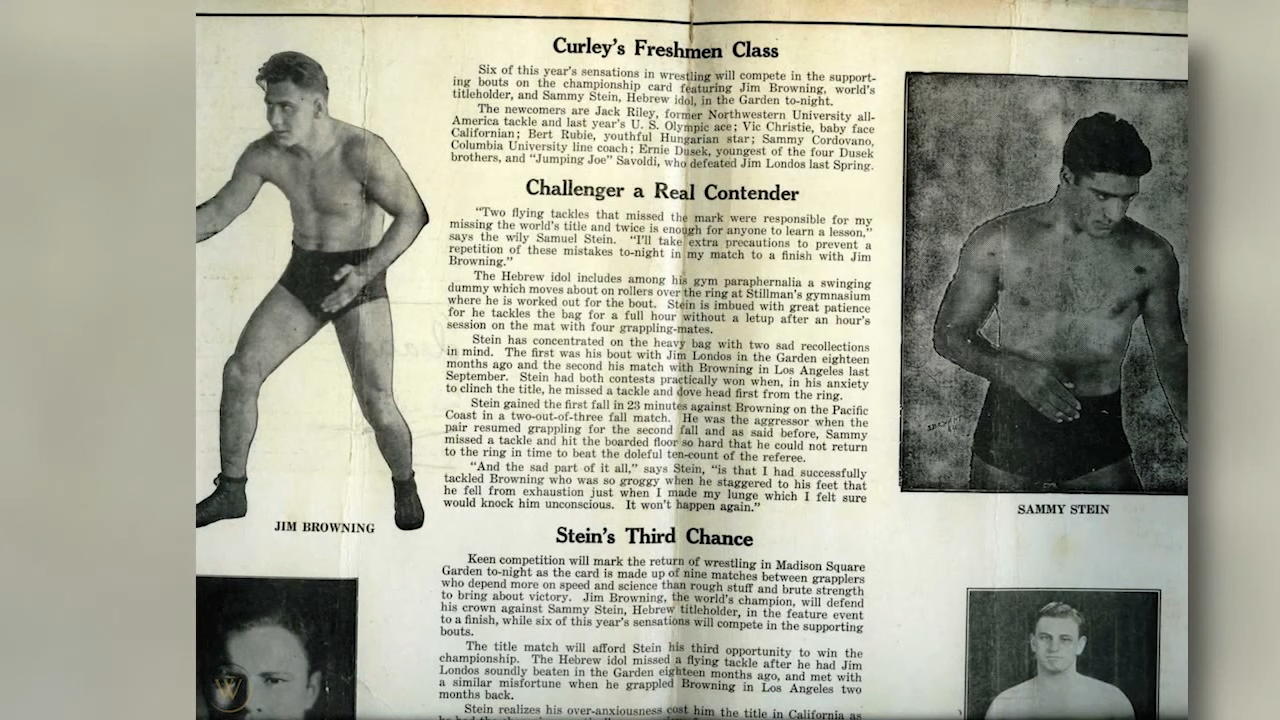 Curley's Freshmen Class
Six of this year's sensations in wrestling will compete in the support-
ing bouts on the championship card featuring Jim Browning, world's
titleholder, and Sammy Stein, Hebrew idol, in the Garden to-night.
The newcomers are Jack Riley, former Northwestern University all-
America tackle and last year's U. S. Olympic ace; Vic Christie, baby face
Californian; Bert Rubie, youthful Hungarian star; Sammy Cordovano,
Columbia University line coach; Ernie Dusek, youngest of the four Dusek
brothers, and "Jumping Joe" Savoldi, who defeated Jim Londos last Spring.
Challenger a Real Contender
"Two flying tackles that missed the mark were responsible for my
missing the world's title and twice is enough for anyone to learn a lesson,"
says the wily Samuel Stein. "I'll take extra precautions to prevent a
repetition of these mistakes to-night in my match to a finish with Jim
Browning."
The Hebrew idol includes among his gym paraphernalia a swinging
dummy which moves about on rollers over the ring at Stillman's gymnasium
where he is worked out for the bout. Stein is imbued with great patience
for he tackles the bag for a full hour without a letup after an hour's
session on the mat with four grappling-mates.
Stein has concentrated on the heavy bag with two sad recollections
in mind. The first was his bout with Jim Londos in the Garden eighteen
months ago and the second his match with Browning in Los Angeles last
September. Stein had both contests practically won when, in his anxiety
to clinch the title, he missed a tackle and dove head first from the ring.
Stein gained the first fall in 23 minutes against Browning on the Pacific
Coast in a two-out-of-three fall match. He was the aggressor when the
pair resumed grappling for the second fall and as said before, Sammy
missed a tackle and hit the boarded floor so hard that he could not return
to the ring in time to beat the doleful ten-count of the referee.
"And the sad part of it all," says Stein, "is that I had successfully
tackled Browning who was so groggy when he staggered to his feet that
he fell from exhaustion just when I made my lunge which I felt sure
would knock him unconscious. It won't happen again."
JIM BROWNING
SAMMY STEIN
Stein's Third Chance
Keen competition will mark the return of wrestling in Madison Square
Garden to-night as the card is made up of nine matches between grapplers
who depend more on speed and science than rough stuff and brute strength
to bring about victory. Jim Browning, the world's champion, will defend
his crown against Sammy Stein, Hebrew titleholder, in the feature event
to a finish, while six of this year's sensations will compete in the supporting
bouts.
The title match will afford Stein his third opportunity to win the
championship. The Hebrew idol missed a flying tackle after he had Jim
Londos soundly beaten in the Garden eighteen months ago, and met with
a similar misfortune when he grappled Browning in Los Angeles two
months back.
Stein realizes his over-anxiousness cost him the title in California as